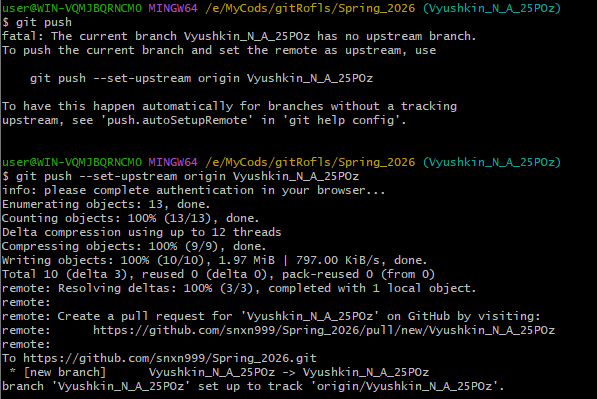 user@WIN-VQMJBQRNCMO MINGW64 /e/MyCods/gitRofls/Spring_2026 (Vyushkin_N_A_25POz)
$ git push
fatal: The current branch Vyushkin_N_A_25POz has no upstream branch.
To push the current branch and set the remote as upstream, use

    git push --set-upstream origin Vyushkin_N_A_25POz

To have this happen automatically for branches without a tracking
upstream, see 'push.autoSetupRemote' in 'git help config'.

user@WIN-VQMJBQRNCMO MINGW64 /e/MyCods/gitRofls/Spring_2026 (Vyushkin_N_A_25POz)
$ git push --set-upstream origin Vyushkin_N_A_25POz
info: please complete authentication in your browser...
Enumerating objects: 13, done.
Counting objects: 100% (13/13), done.
Delta compression using up to 12 threads
Compressing objects: 100% (9/9), done.
Writing objects: 100% (10/10), 1.97 MiB | 797.00 KiB/s, done.
Total 10 (delta 3), reused 0 (delta 0), pack-reused 0 (from 0)
remote: Resolving deltas: 100% (3/3), completed with 1 local object.
remote:
remote: Create a pull request for 'Vyushkin_N_A_25POz' on GitHub by visiting:
remote:      https://github.com/snxn999/Spring_2026/pull/new/Vyushkin_N_A_25POz
remote:
To https://github.com/snxn999/Spring_2026.git
 * [new branch]      Vyushkin_N_A_25POz -> Vyushkin_N_A_25POz
branch 'Vyushkin_N_A_25POz' set up to track 'origin/Vyushkin_N_A_25POz'.